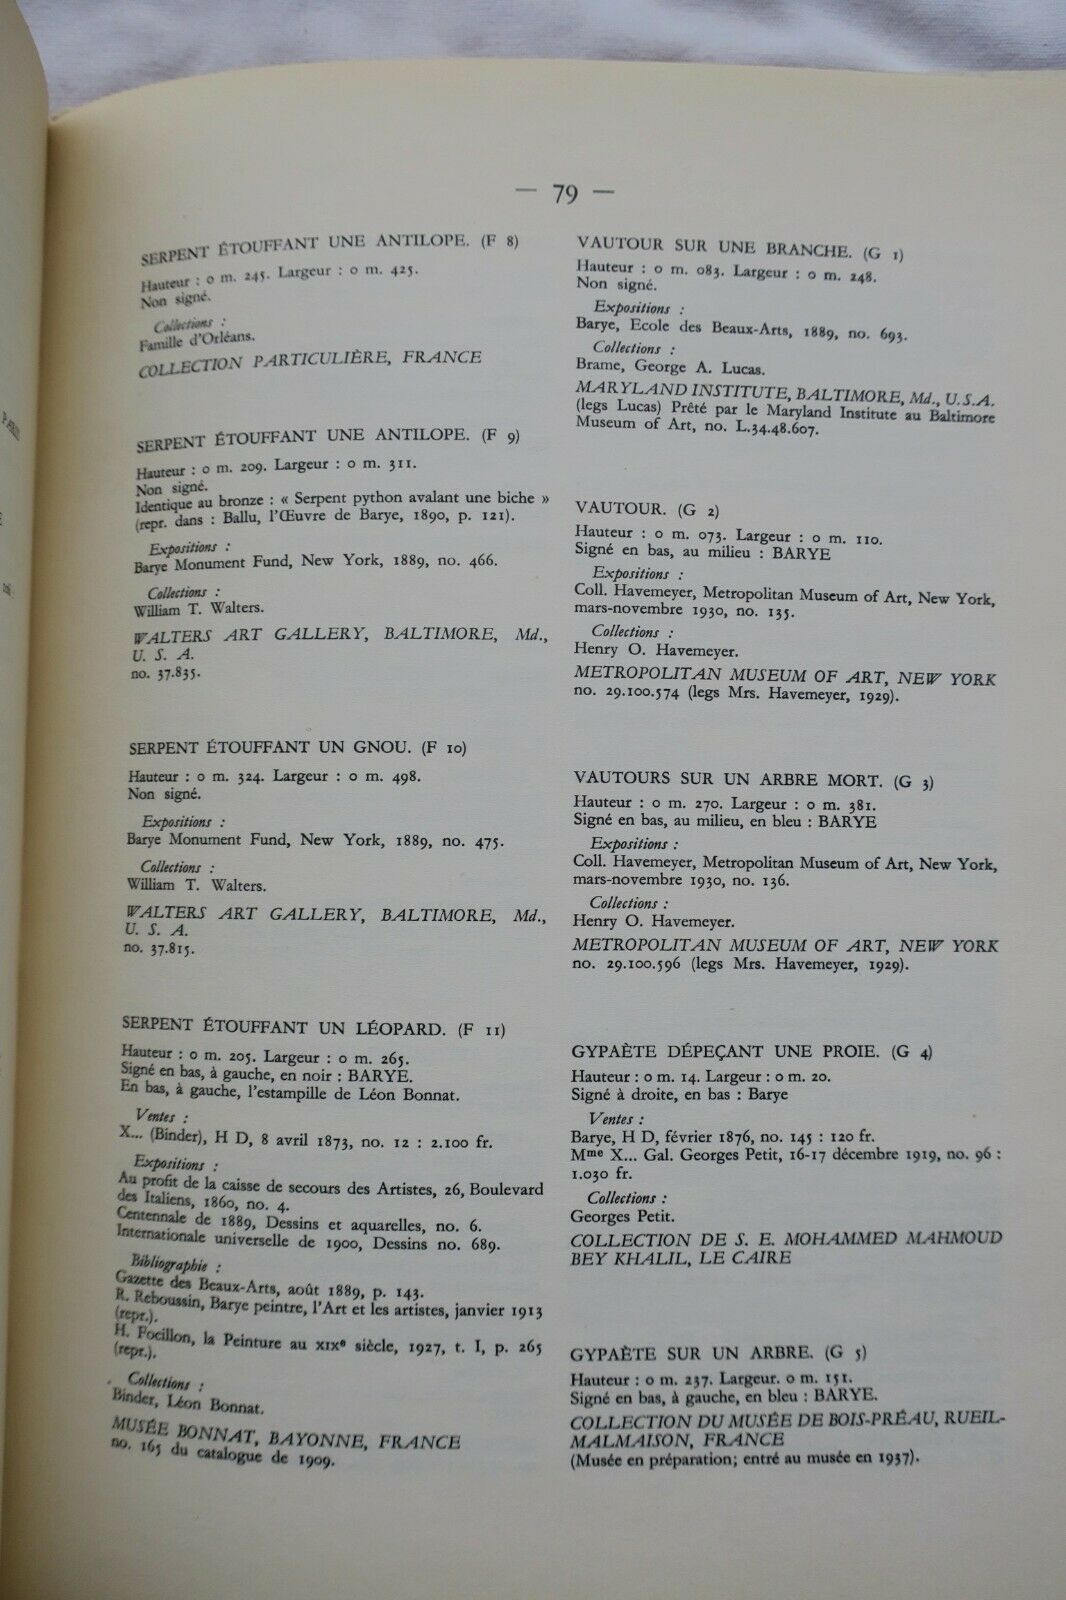 — 79 —
SERPENT ÉTOUFFANT UNE ANTILOPE. (F 8)
Hauteur : 0 m. 245. Largeur : 0 m. 425.
Non signé.
Collections :
Famille d'Orléans.
COLLECTION PARTICULIÈRE, FRANCE
SERPENT ÉTOUFFANT UNE ANTILOPE. (F 9)
Hauteur : 0 m. 209. Largeur : 0 m. 311.
Non signé.
Identique au bronze : « Serpent python avalant une biche »
(repr. dans : Ballu, l'Œuvre de Barye, 1890, p. 121).
Expositions :
Barye Monument Fund, New York, 1889, no. 466.
Collections :
William T. Walters.
WALTERS ART GALLERY, BALTIMORE, Md.,
U. S. A.
no. 37.835.
SERPENT ÉTOUFFANT UN GNOU. (F 10)
Hauteur : 0 m. 324. Largeur : 0 m. 498.
Non signé.
Expositions :
Barye Monument Fund, New York, 1889, no. 475.
Collections :
William T. Walters.
WALTERS ART GALLERY, BALTIMORE, Md.,
U. S. A.
no. 37.815.
SERPENT ÉTOUFFANT UN LÉOPARD. (F 11)
Hauteur : 0 m. 205. Largeur : 0 m. 265.
Signé en bas, à gauche, en noir : BARYE.
En bas, à gauche, l'estampille de Léon Bonnat.
Ventes :
X... (Binder), H D, 8 avril 1873, no. 12 : 2.100 fr.
Expositions :
Au profit de la caisse de secours des Artistes, 26, Boulevard
des Italiens, 1860, no. 4.
Centennale de 1889, Dessins et aquarelles, no. 6.
Internationale universelle de 1900, Dessins no. 689.
Bibliographie :
Gazette des Beaux-Arts, août 1889, p. 143.
R. Reboussin, Barye peintre, l'Art et les artistes, janvier 1913
(repr.).
H. Focillon, la Peinture au XIXe siècle, 1927, t. I, p. 265
(repr.).
Collections :
Binder, Léon Bonnat.
MUSÉE BONNAT, BAYONNE, FRANCE
no. 165 du catalogue de 1909.
VAUTOUR SUR UNE BRANCHE. (G 1)
Hauteur : 0 m. 083. Largeur : 0 m. 248.
Non signé.
Expositions :
Barye, Ecole des Beaux-Arts, 1889, no. 693.
Collections :
Brame, George A. Lucas.
MARYLAND INSTITUTE, BALTIMORE, Md., U.S.A.
(legs Lucas) Prêté par le Maryland Institute au Baltimore
Museum of Art, no. L.34.48.607.
VAUTOUR. (G 2)
Hauteur : 0 m. 073. Largeur : 0 m. 110.
Signé en bas, au milieu : BARYE
Expositions :
Coll. Havemeyer, Metropolitan Museum of Art, New York,
mars-novembre 1930, no. 135.
Collections :
Henry O. Havemeyer.
METROPOLITAN MUSEUM OF ART, NEW YORK
no. 29.100.574 (legs Mrs. Havemeyer, 1929).
VAUTOURS SUR UN ARBRE MORT. (G 3)
Hauteur : 0 m. 270. Largeur : 0 m. 381.
Signé en bas, au milieu, en bleu : BARYE
Expositions :
Coll. Havemeyer, Metropolitan Museum of Art, New York,
mars-novembre 1930, no. 136.
Collections :
Henry O. Havemeyer.
METROPOLITAN MUSEUM OF ART, NEW YORK
no. 29.100.596 (legs Mrs. Havemeyer, 1929).
GYPAÈTE DÉPEÇANT UNE PROIE. (G 4)
Hauteur : 0 m. 14. Largeur : 0 m. 20.
Signé à droite, en bas : Barye
Ventes :
Barye, H D, février 1876, no. 145 : 120 fr.
Mme X... Gal. Georges Petit, 16-17 décembre 1919, no. 96 :
1.030 fr.
Collections :
Georges Petit.
COLLECTION DE S. E. MOHAMMED MAHMOUD
BEY KHALIL, LE CAIRE
GYPAÈTE SUR UN ARBRE. (G 5)
Hauteur : 0 m. 237. Largeur. 0 m. 151.
Signé en bas, à gauche, en bleu : BARYE.
COLLECTION DU MUSÉE DE BOIS-PRÉAU, RUEIL-
MALMAISON, FRANCE
(Musée en préparation; entré au musée en 1937).